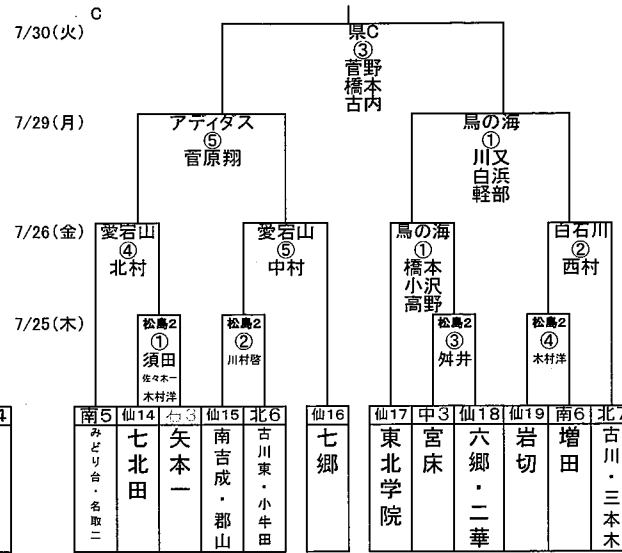 C
7/30(火)
県C
③
菅野
橋本
古内
7/29(月)
アディダス
⑤
菅原翔
鳥の海
①
川又
白浜
軽部
7/26(金)
愛宕山
④
北村
愛宕山
⑤
中村
鳥の海
①
橋本
小沢
高野
白石川
②
西村
7/25(木)
松島2
①
須田
佐々木一
木村洋
松島2
②
川村啓
松島2
③
舛井
松島2
④
木村洋
4
南5
仙14
石3
仙15
北6
仙16
仙17
中3
仙18
仙19
南6
北7
みどり台・名取二
七北田
矢本一
南吉成・郡山
古川東・小牛田
七郷
東北学院
宮床
六郷・二華
岩切
増田
古川・三本木